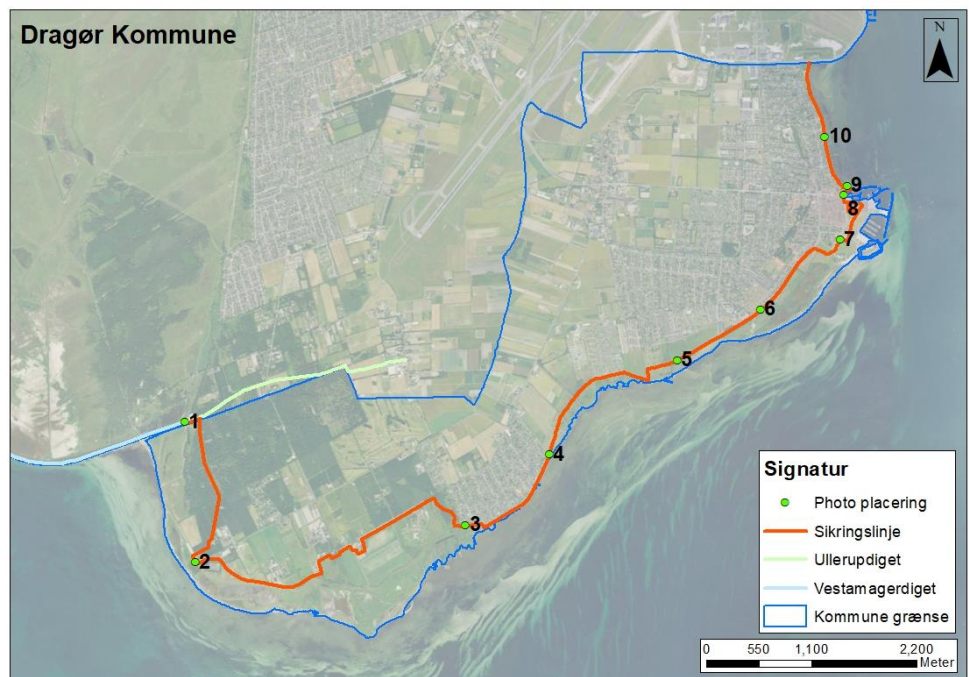 Dragør Kommune
N
10
9
8
7
6
5
1
4
3
2
Signatur
Photo placering
Sikringslinje
Ullerupdiget
Vestamagerdiget
Kommune grænse
0 550 1,100 2,200
Meter